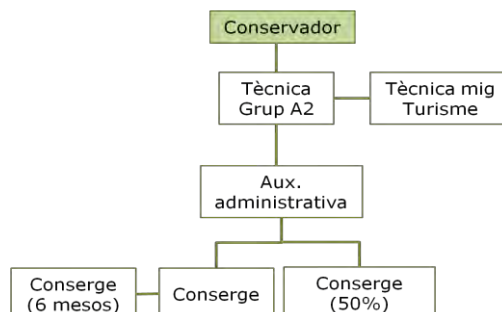 Conservador
Tècnica
Grup A2
Tècnica mig
Turisme
Aux.
administrativa
Conserge
(6 mesos)
Conserge
Conserge
(50%)